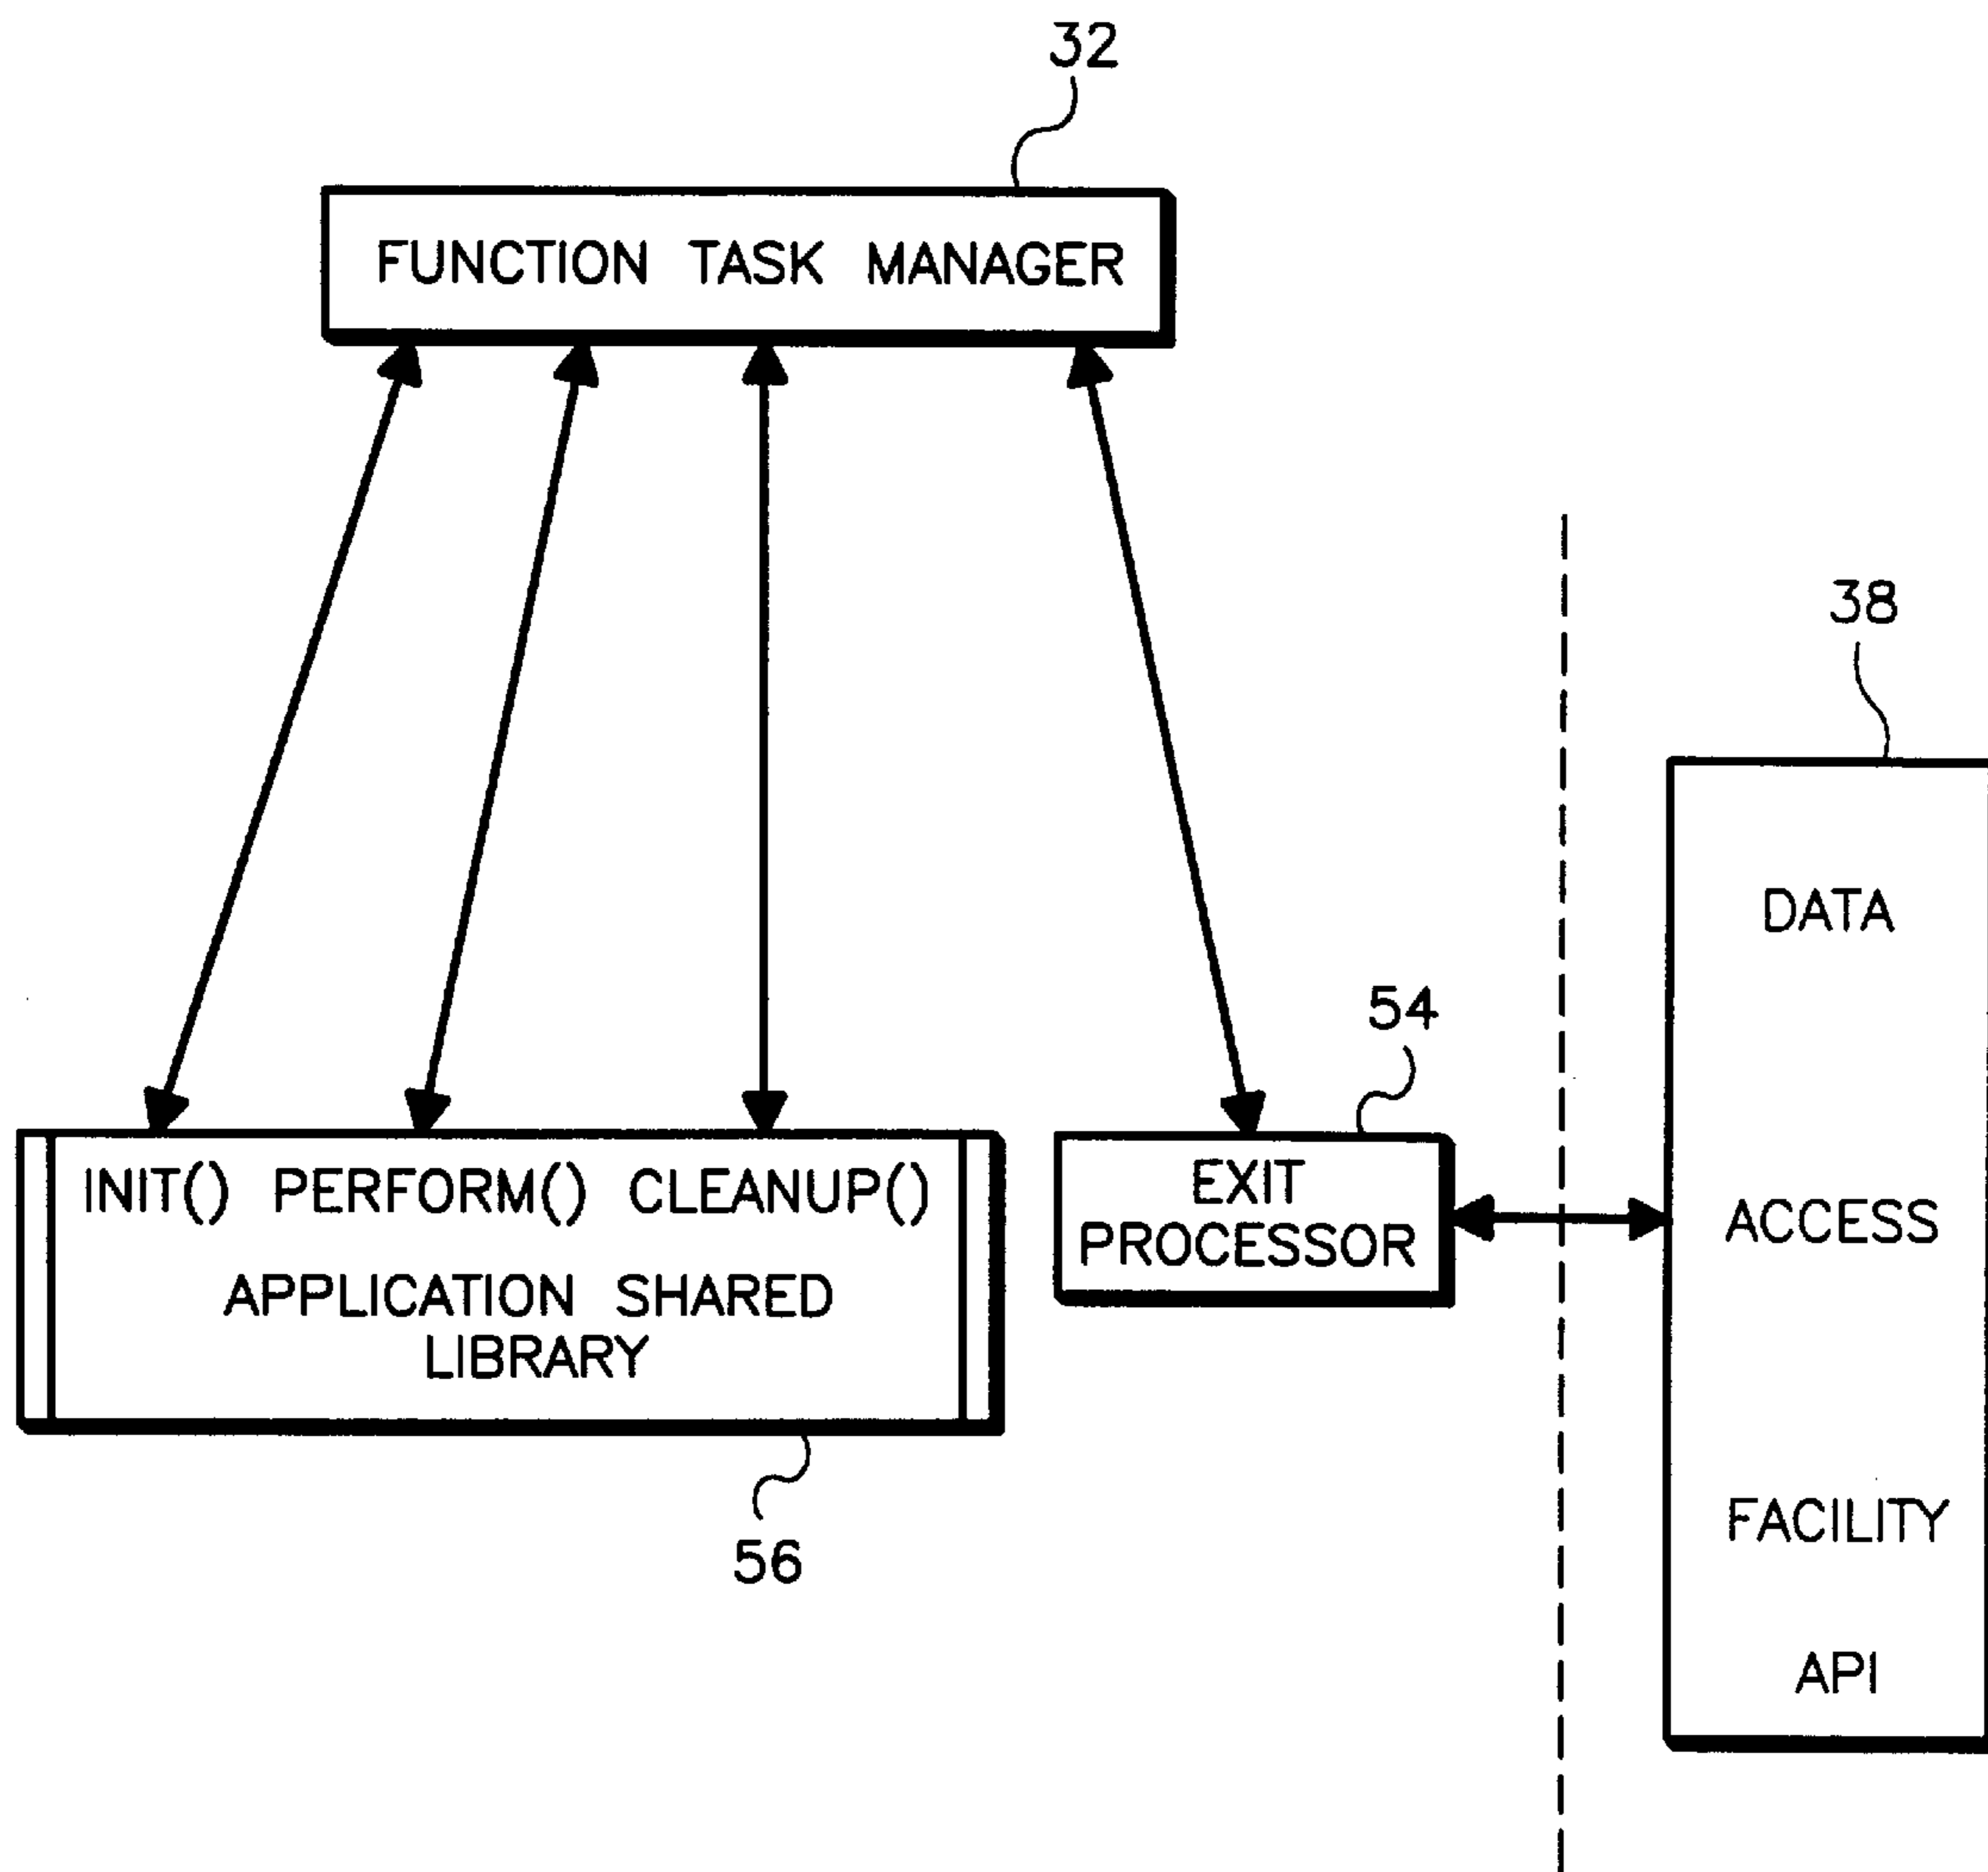 32
FUNCTION TASK MANAGER
38
DATA
ACCESS
FACILITY
API
54
EXIT
PROCESSOR
INIT() PERFORM() CLEANUP()
APPLICATION SHARED
LIBRARY
56